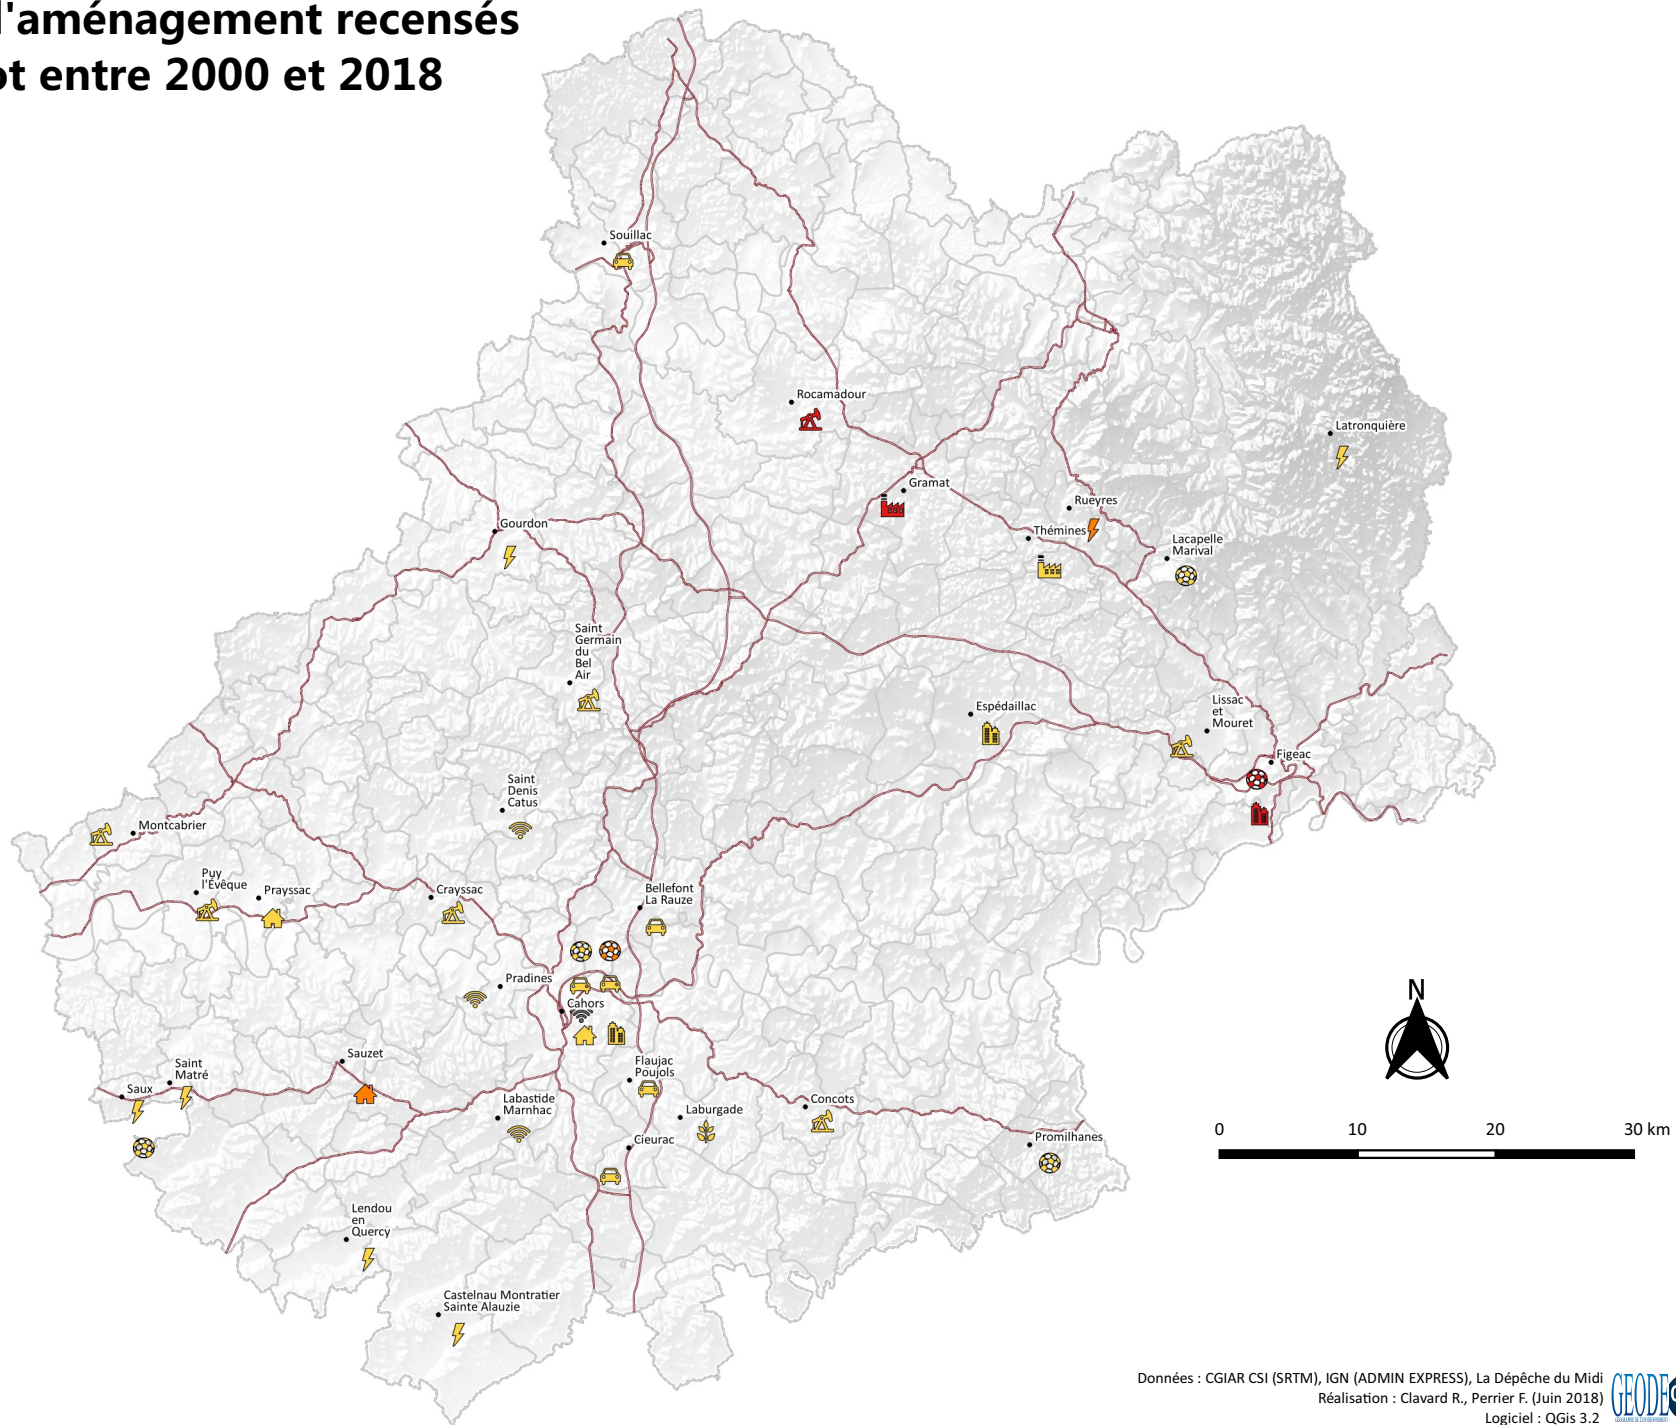 l'aménagement recensés
ot entre 2000 et 2018
Souillac
Rocamadour
Latronquière
Gramat
Rueyres
Gourdon
Thémines
Lacapelle
Marival
Saint
Germain
du
Bel
Air
Espédaillac
Lissac
et
Mouret
Figeac
Saint
Denis
Catus
Montcabrier
Puy
l'Évêque
Prayssac
Crayssac
Bellefont
La Rauze
Pradines
N
Cahors
Sauzet
Saint
Matré
Flaujac
Poujols
Saux
Labastide
Marnhac
Laburgade
Concots
Cieurac
Promilhanes
0 10 20 30 km
Lendou
en
Quercy
Castelnau Montratier
Sainte Alauzie
Données : CGIAR CSI (SRTM), IGN (ADMIN EXPRESS), La Dépêche du Midi
Réalisation : Clavard R., Perrier F. (Juin 2018)
Logiciel : QGis 3.2
GEODE